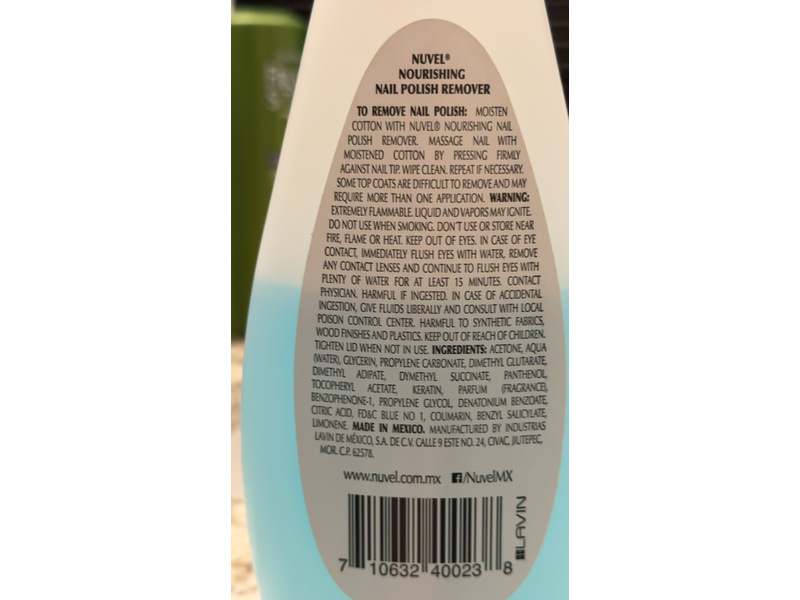 NUVEL®
NOURISHING
NAIL POLISH REMOVER
TO REMOVE NAIL POLISH: MOISTEN
COTTON WITH NUVEL® NOURISHING NAIL
POLISH REMOVER. MASSAGE NAIL WITH
MOISTENED COTTON BY PRESSING FIRMLY
AGAINST NAIL TIP. WIPE CLEAN. REPEAT IF NECESSARY.
SOME TOP COATS ARE DIFFICULT TO REMOVE AND MAY
REQUIRE MORE THAN ONE APPLICATION. WARNING:
EXTREMELY FLAMMABLE. LIQUID AND VAPORS MAY IGNITE.
DO NOT USE WHEN SMOKING. DON'T USE OR STORE NEAR
FIRE, FLAME OR HEAT. KEEP OUT OF EYES. IN CASE OF EYE
CONTACT, IMMEDIATELY FLUSH EYES WITH WATER, REMOVE
ANY CONTACT LENSES AND CONTINUE TO FLUSH EYES WITH
PLENTY OF WATER FOR AT LEAST 15 MINUTES. CONTACT
PHYSICIAN. HARMFUL IF INGESTED. IN CASE OF ACCIDENTAL
INGESTION, GIVE FLUIDS LIBERALLY AND CONSULT WITH LOCAL
POISON CONTROL CENTER. HARMFUL TO SYNTHETIC FABRICS,
WOOD FINISHES AND PLASTICS. KEEP OUT OF REACH OF CHILDREN.
TIGHTEN LID WHEN NOT IN USE. INGREDIENTS: ACETONE, AQUA
(WATER), GLYCERIN, PROPYLENE CARBONATE, DIMETHYL GLUTARATE,
DIMETHYL ADIPATE, DYMETHYL SUCCINATE, PANTHENOL,
TOCOPHERYL ACETATE, KERATIN, PARFUM (FRAGRANCE),
BENZOPHENONE-1, PROPYLENE GLYCOL, DENATONIUM BENZOATE,
CITRIC ACID, FD&C BLUE NO 1, COUMARIN, BENZYL SALICYLATE,
LIMONENE. MADE IN MEXICO. MANUFACTURED BY INDUSTRIAS
LAVIN DE MÉXICO, S.A. DE C.V. CALLE 9 ESTE NO. 24, CIVAC, JIUTEPEC,
MOR. C.P. 62578.
www.nuvel.com.mx /NuvelMX
LAVIN
7 10632 40023 8